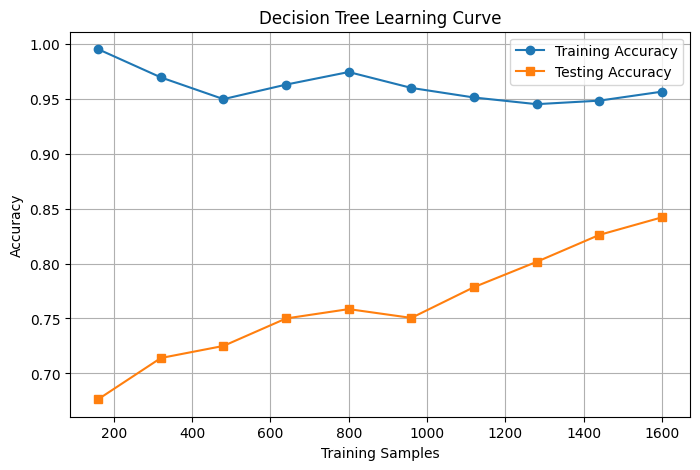 Decision Tree Learning Curve
Training Accuracy
Testing Accuracy
Accuracy
1.00
0.95
0.90
0.85
0.80
0.75
0.70
200 400 600 800 1000 1200 1400 1600
Training Samples